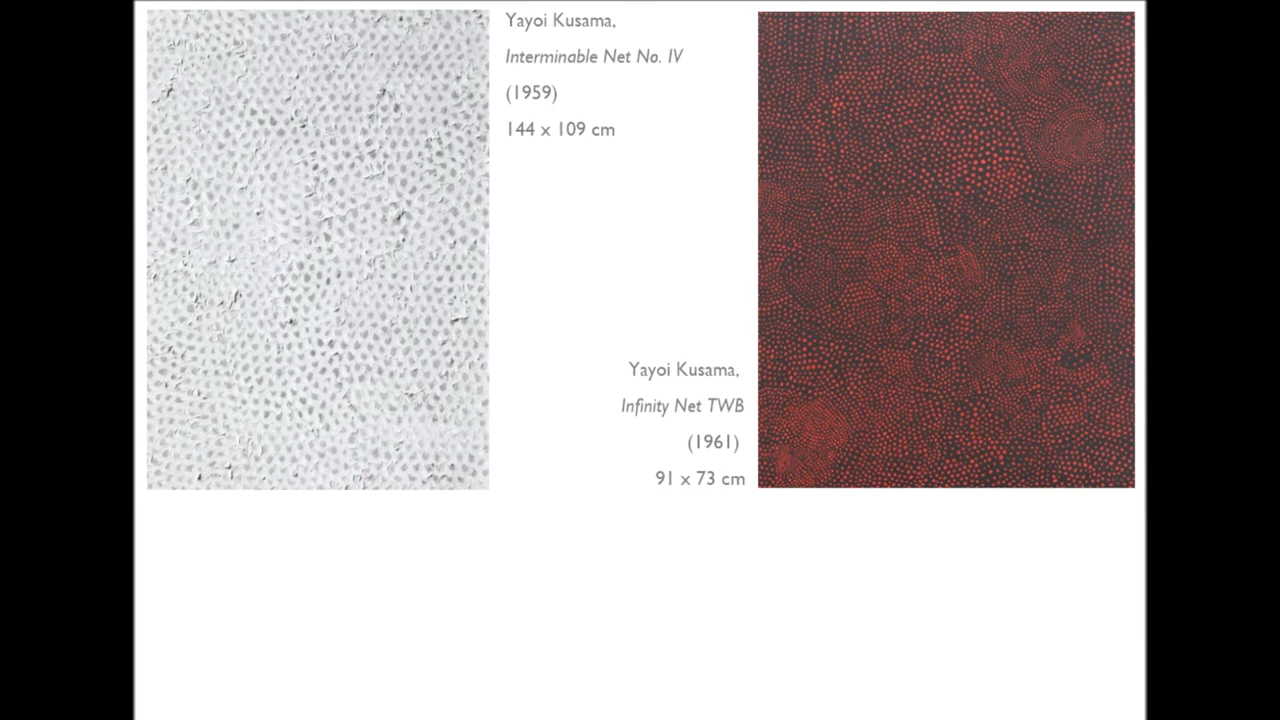 Yayoi Kusama,
Interminable Net No. IV
(1959)
144 x 109 cm
Yayoi Kusama,
Infinity Net TWB
(1961)
91 x 73 cm